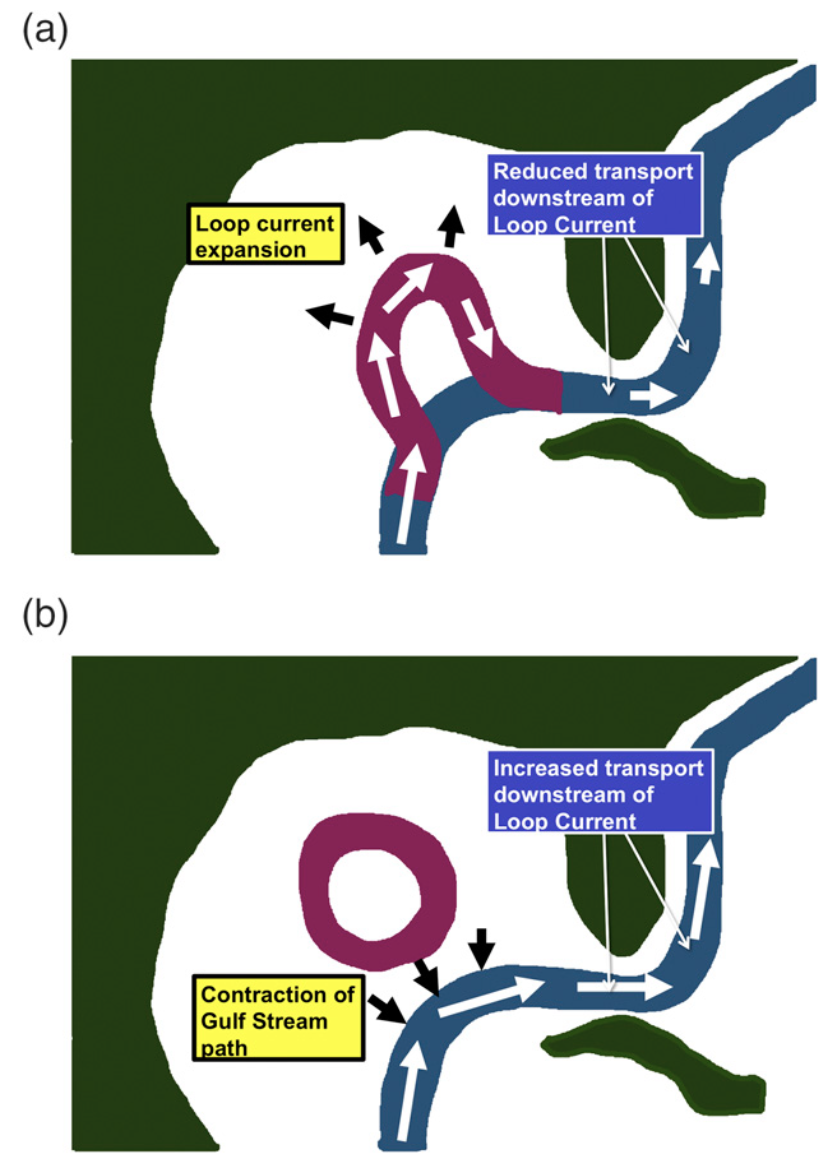 (a)
Reduced transport
downstream of
Loop Current
Loop current
expansion
(b)
Increased transport
downstream of
Loop Current
Contraction of
Gulf Stream
path